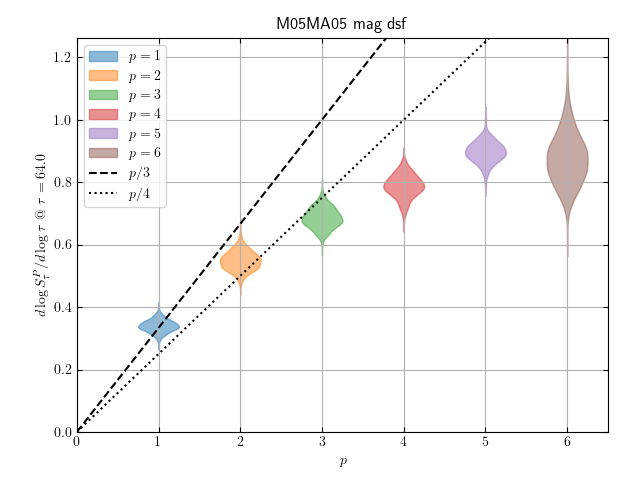 M05MA05 mag dsf
d log S_τ^P / d log τ @ τ = 64.0
1.2
1.0
0.8
0.6
0.4
0.2
0.0
p = 1
p = 2
p = 3
p = 4
p = 5
p = 6
p/3
p/4
0 1 2 3 4 5 6
p